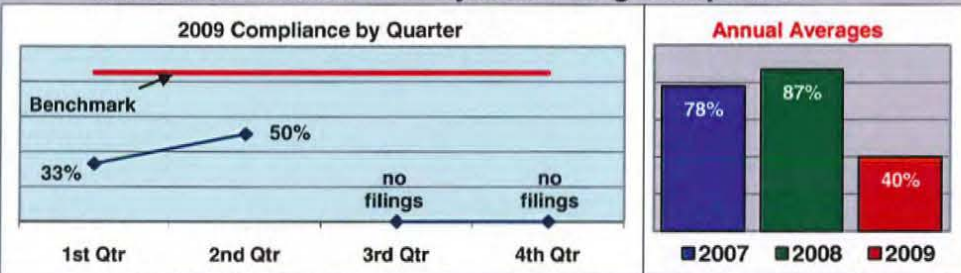 2009 Compliance by Quarter
Benchmark
33%
50%
no
filings
no
filings
1st Qtr
2nd Qtr
3rd Qtr
4th Qtr
Annual Averages
78%
87%
40%
2007
2008
2009